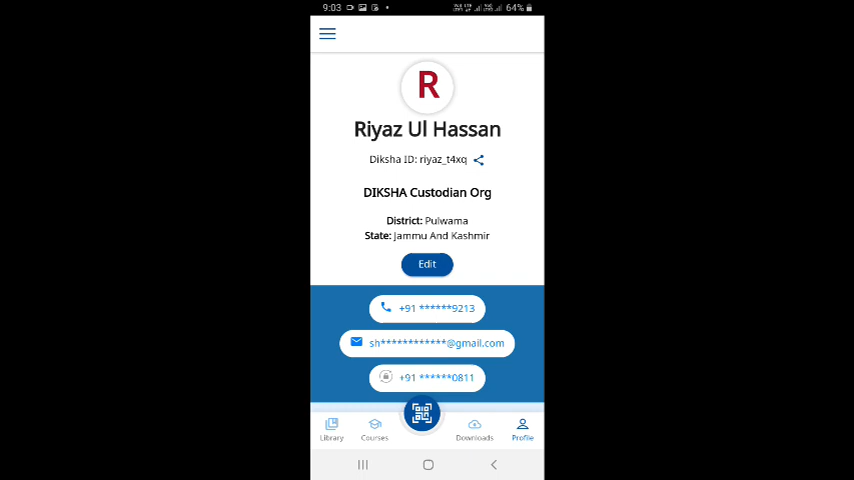 9:03 64%
R
Riyaz Ul Hassan
Diksha ID: riyaz_t4xq
DIKSHA Custodian Org
District: Pulwama
State: Jammu And Kashmir
Edit
+91 ******9213
sh************@gmail.com
+91 ******0811
Library Courses Downloads Profile